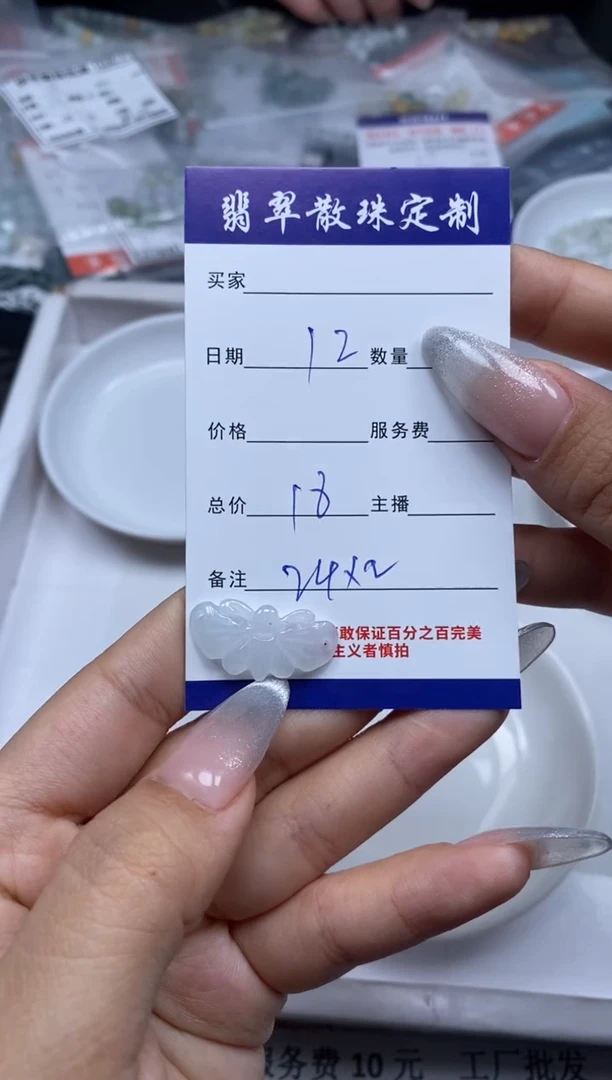 翡翠散珠定制
买家
日期 12 数量
价格 服务费
总价 18 主播
备注 24x2
敢保证百分之百完美
主义者慎拍
服务费10元 工厂批发